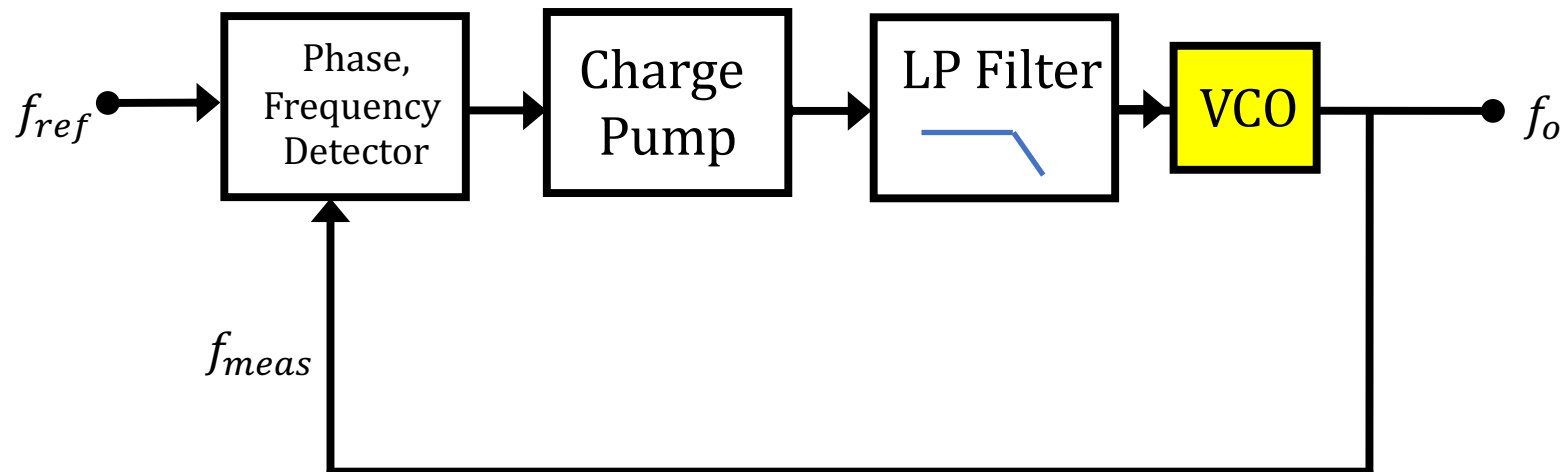 f_ref
Phase,
Frequency
Detector
Charge
Pump
LP Filter
VCO
f_o
f_meas